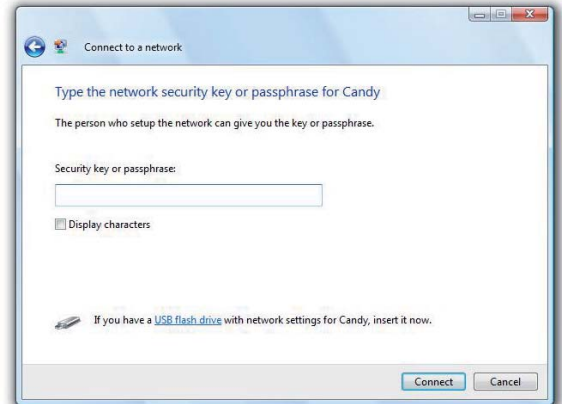 Connect to a network
Type the network security key or passphrase for Candy
The person who setup the network can give you the key or passphrase.
Security key or passphrase:
Display characters
If you have a USB flash drive with network settings for Candy, insert it now.
Connect Cancel